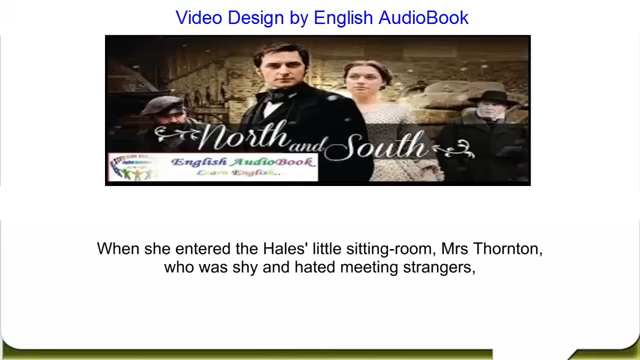 Video Design by English AudioBook
North and South
English AudioBook
Learn English...
When she entered the Hales' little sitting-room, Mrs Thornton,
who was shy and hated meeting strangers,